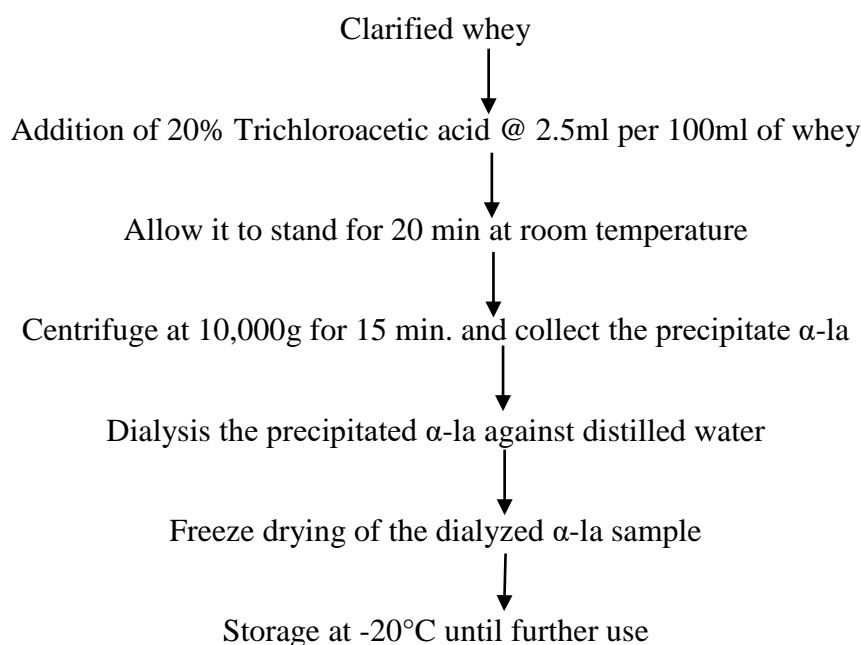 Clarified whey
Addition of 20% Trichloroacetic acid @ 2.5ml per 100ml of whey
Allow it to stand for 20 min at room temperature
Centrifuge at 10,000g for 15 min. and collect the precipitate α-la
Dialysis the precipitated α-la against distilled water
Freeze drying of the dialyzed α-la sample
Storage at -20°C until further use